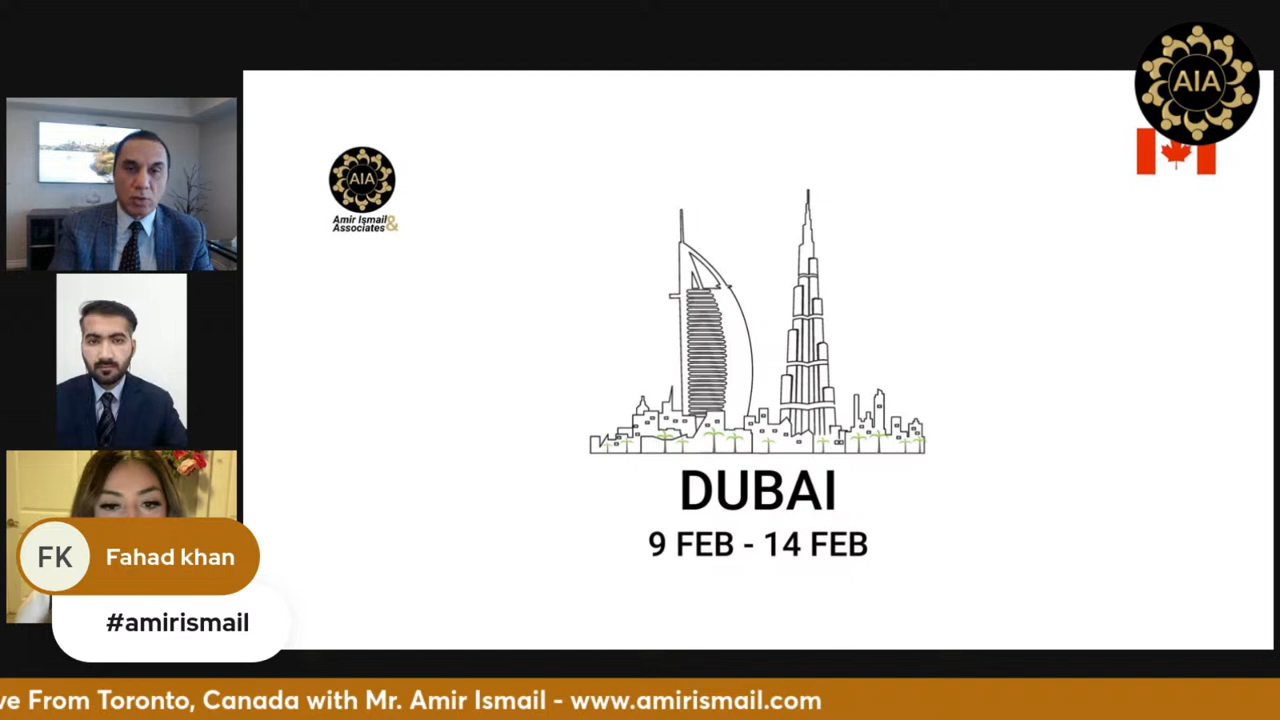 AIA
AIA
Amir Ismail &
Associates
DUBAI
9 FEB - 14 FEB
FK
Fahad khan
#amirismail
ve From Toronto, Canada with Mr. Amir Ismail - www.amirismail.com